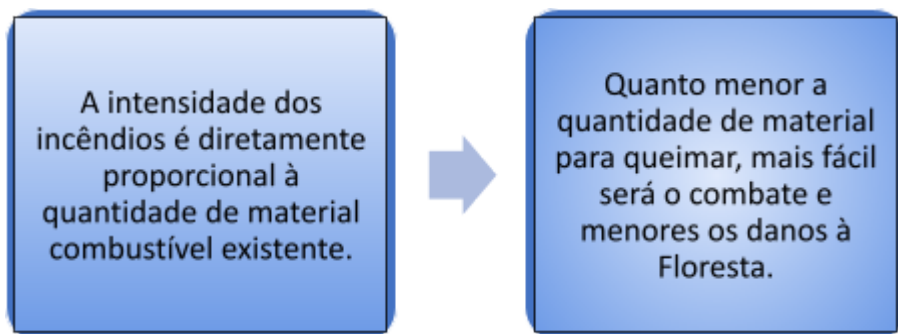 A intensidade dos
incêndios é diretamente
proporcional à
quantidade de material
combustível existente.
Quanto menor a
quantidade de material
para queimar, mais fácil
será o combate e
menores os danos à
Floresta.